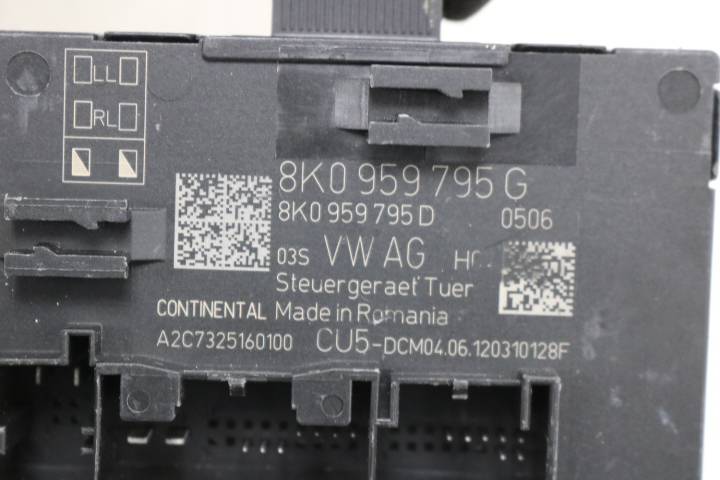 LL
RL
8K0 959 795 G
8K0 959 795 D 0506
03S VW AG
Steuergeraet Tuer
CONTINENTAL Made in Romania
A2C7325160100 CU5-DCM04.06.120310128F